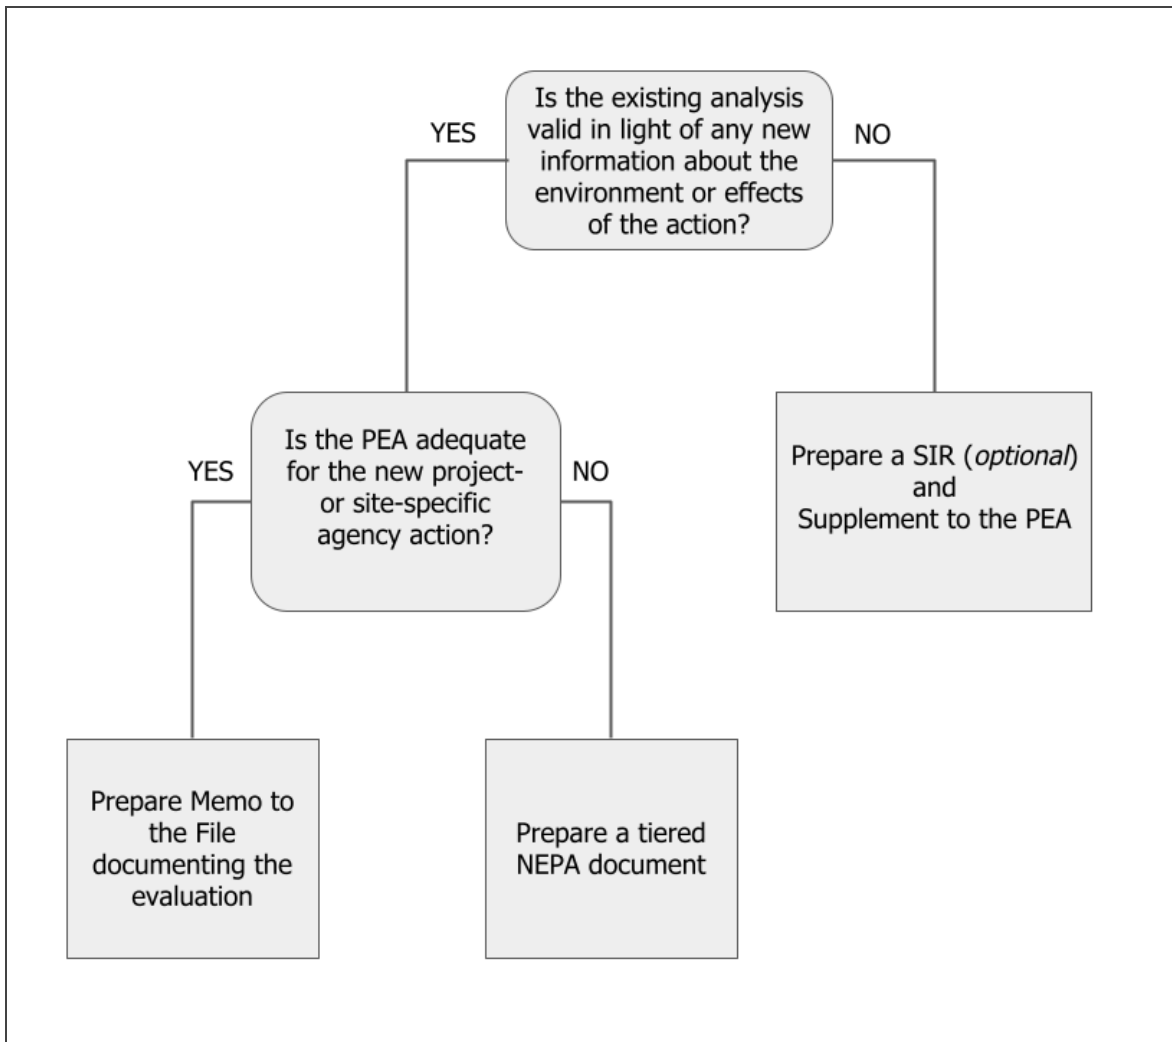 Is the existing analysis
valid in light of any new
information about the
environment or effects
of the action?
YES
NO
Is the PEA adequate
for the new project-
or site-specific
agency action?
YES
NO
Prepare a SIR (optional)
and
Supplement to the PEA
Prepare Memo to
the File
documenting the
evaluation
Prepare a tiered
NEPA document